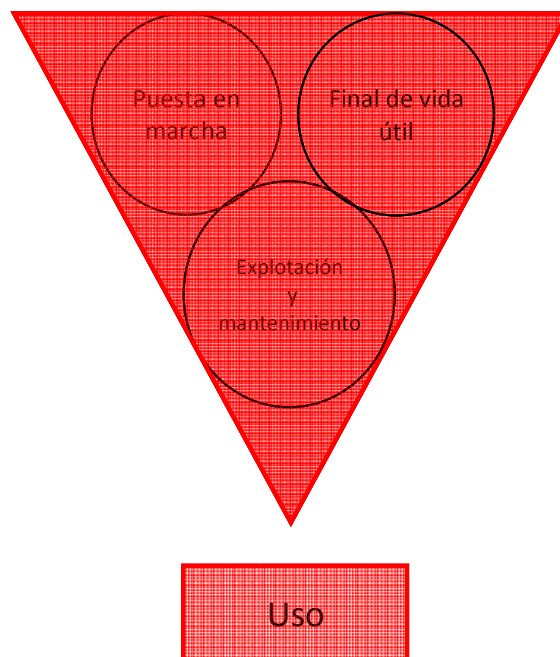 Puesta en
marcha
Final de vida
útil
Explotación
y
mantenimiento
Uso